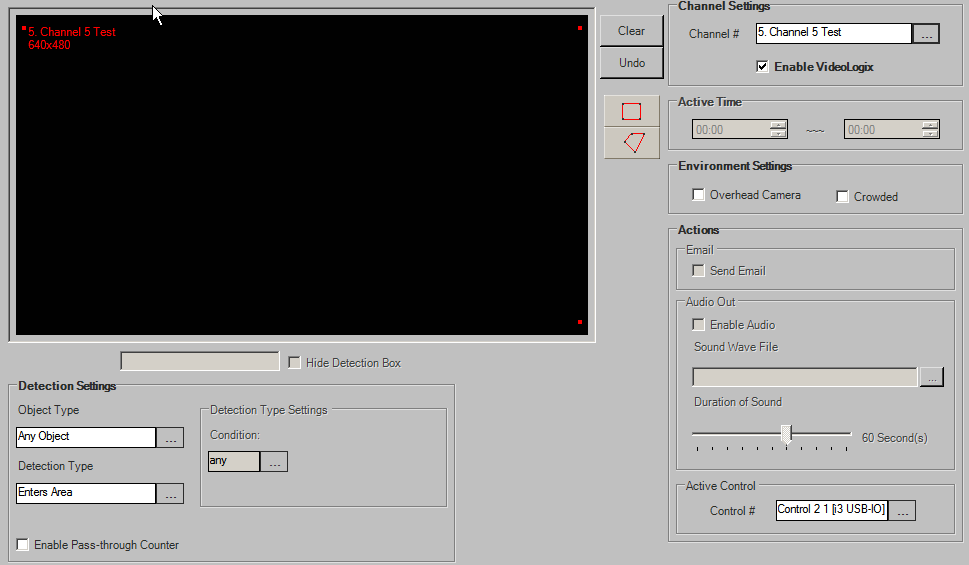 5. Channel 5 Test
640x480
Clear
Undo
Channel Settings
Channel #
5. Channel 5 Test
...
Enable VideoLogix
Active Time
00:00
~~~
00:00
Environment Settings
Overhead Camera
Crowded
Actions
Email
Send Email
Audio Out
Enable Audio
Sound Wave File
...
Duration of Sound
60 Second(s)
Active Control
Control #
Control 2 1 [i3 USB-IO]
...
Hide Detection Box
Detection Settings
Object Type
Any Object
...
Detection Type
Enters Area
...
Detection Type Settings
Condition:
any
...
Enable Pass-through Counter